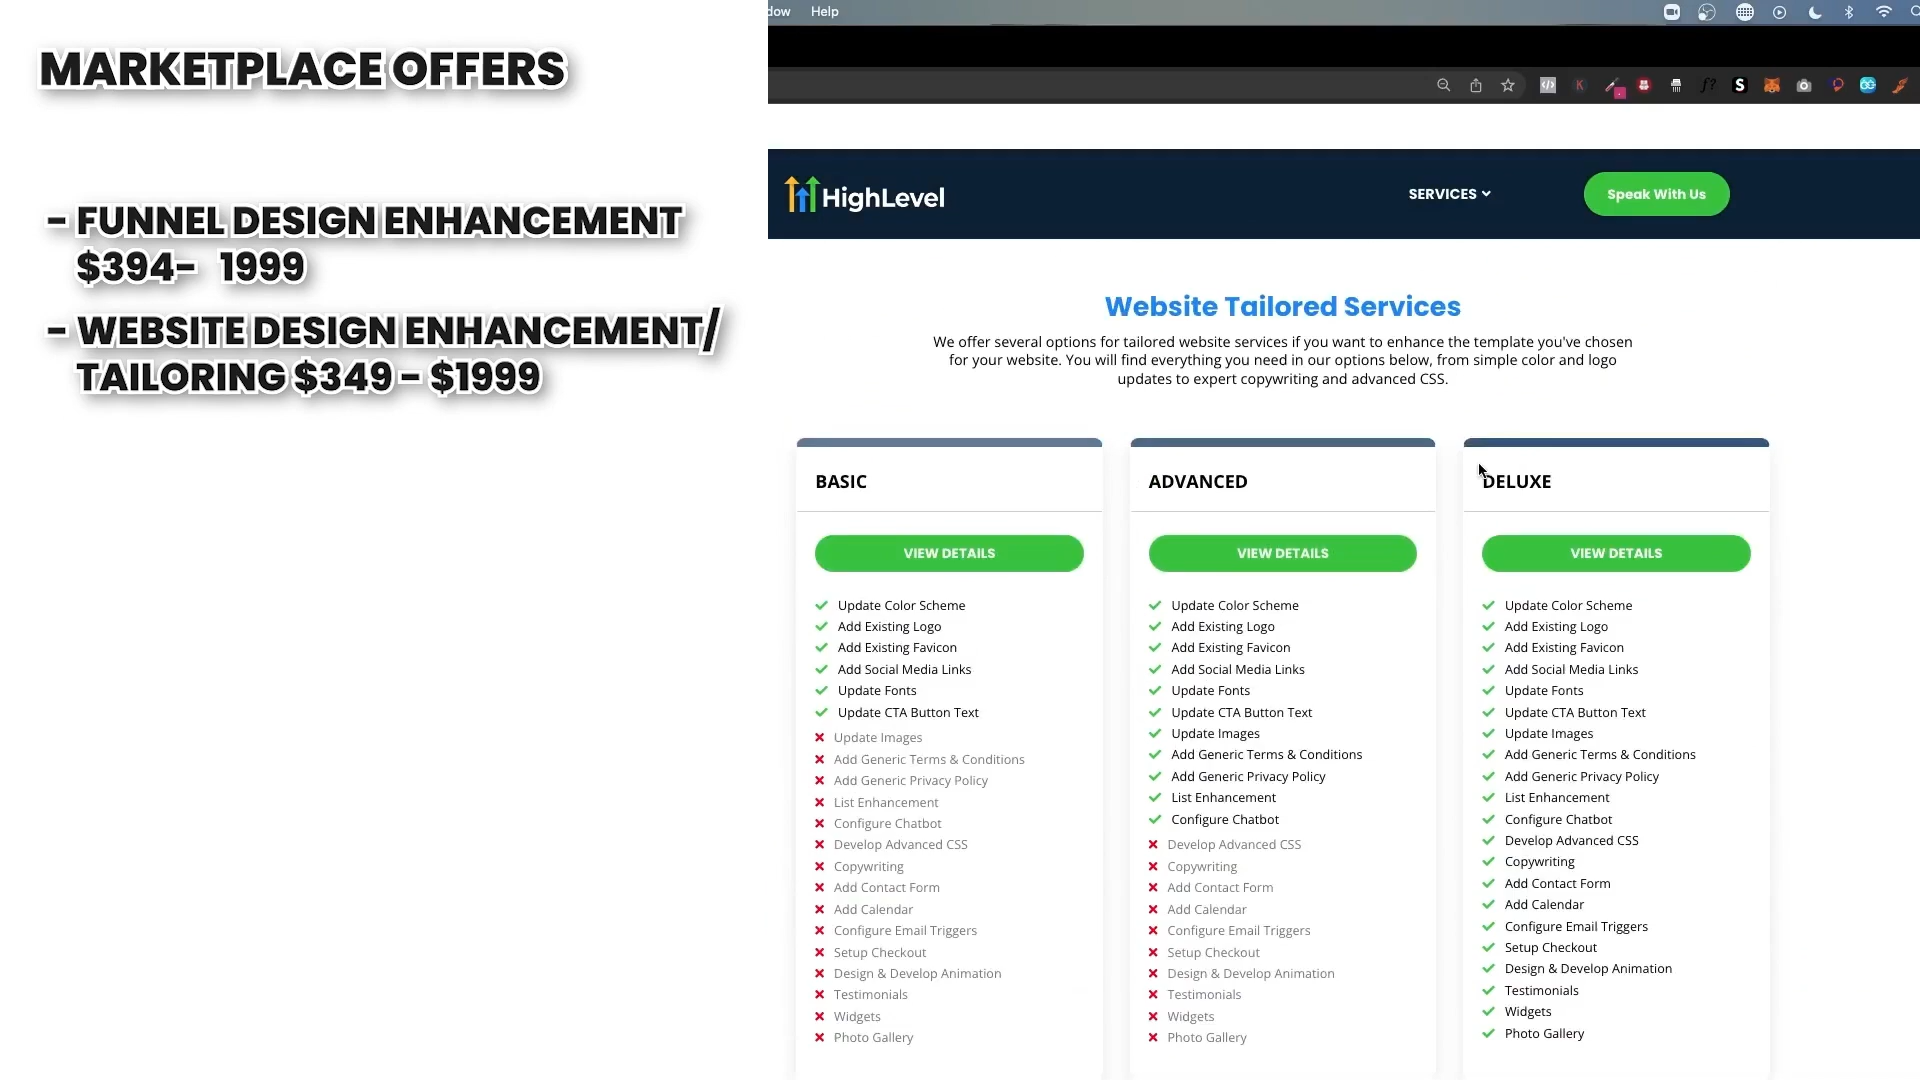 MARKETPLACE OFFERS
- FUNNEL DESIGN ENHANCEMENT
$394- 1999
- WEBSITE DESIGN ENHANCEMENT/
TAILORING $349 - $1999
Help
HighLevel
SERVICES
Speak With Us
Website Tailored Services
We offer several options for tailored website services if you want to enhance the template you've chosen
for your website. You will find everything you need in our options below, from simple color and logo
updates to expert copywriting and advanced CSS.
BASIC
VIEW DETAILS
Update Color Scheme
Add Existing Logo
Add Existing Favicon
Add Social Media Links
Update Fonts
Update CTA Button Text
Update Images
Add Generic Terms & Conditions
Add Generic Privacy Policy
List Enhancement
Configure Chatbot
Develop Advanced CSS
Copywriting
Add Contact Form
Add Calendar
Configure Email Triggers
Setup Checkout
Design & Develop Animation
Testimonials
Widgets
Photo Gallery
ADVANCED
VIEW DETAILS
Update Color Scheme
Add Existing Logo
Add Existing Favicon
Add Social Media Links
Update Fonts
Update CTA Button Text
Update Images
Add Generic Terms & Conditions
Add Generic Privacy Policy
List Enhancement
Configure Chatbot
Develop Advanced CSS
Copywriting
Add Contact Form
Add Calendar
Configure Email Triggers
Setup Checkout
Design & Develop Animation
Testimonials
Widgets
Photo Gallery
DELUXE
VIEW DETAILS
Update Color Scheme
Add Existing Logo
Add Existing Favicon
Add Social Media Links
Update Fonts
Update CTA Button Text
Update Images
Add Generic Terms & Conditions
Add Generic Privacy Policy
List Enhancement
Configure Chatbot
Develop Advanced CSS
Copywriting
Add Contact Form
Add Calendar
Configure Email Triggers
Setup Checkout
Design & Develop Animation
Testimonials
Widgets
Photo Gallery